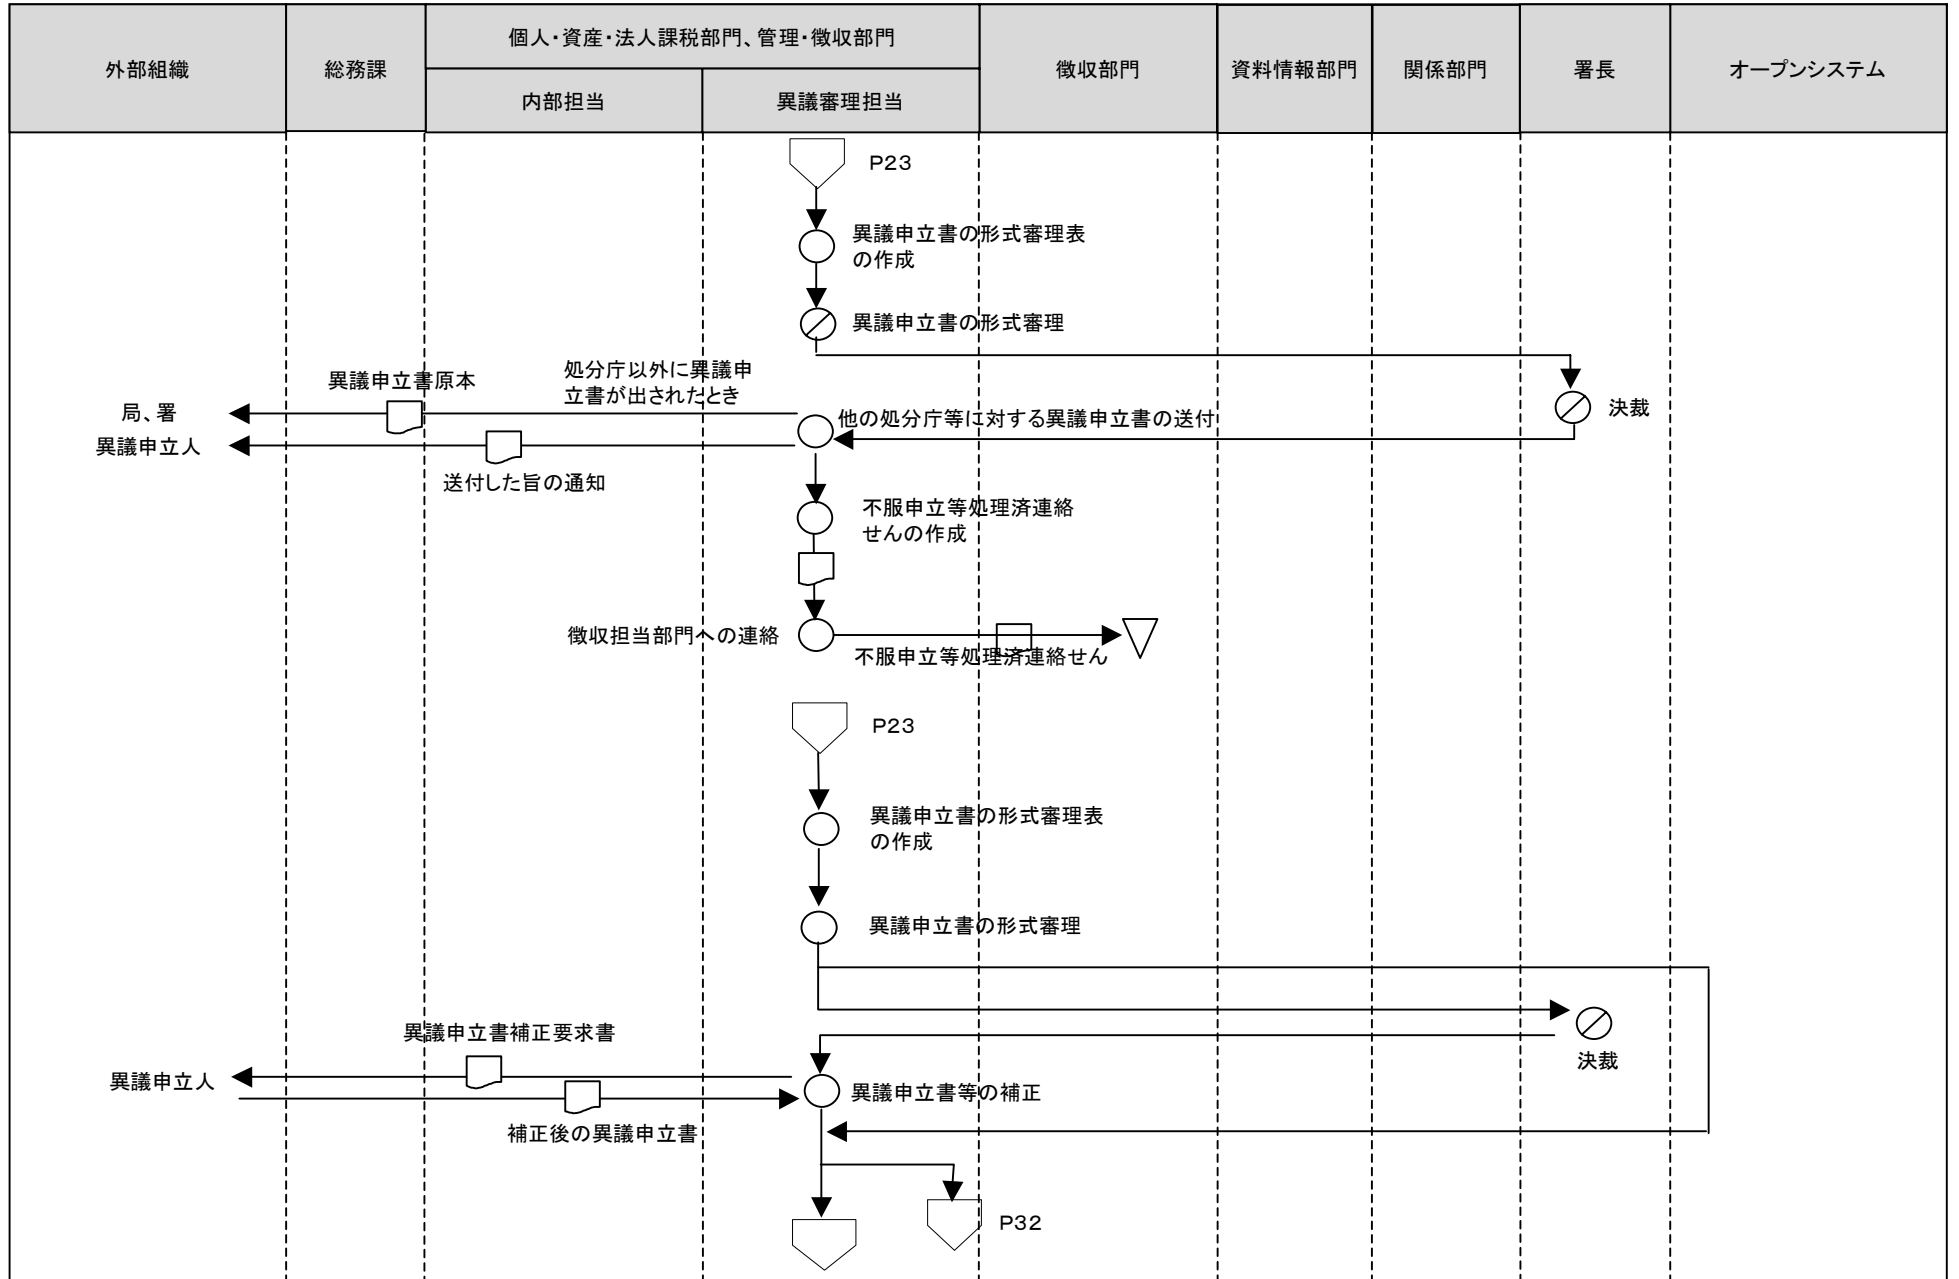 外部組織
総務課
個人・資産・法人課税部門、管理・徴収部門
内部担当
異議審理担当
徴収部門
資料情報部門
関係部門
署長
オープンシステム
P23
異議申立書の形式審理表
の作成
異議申立書の形式審理
処分庁以外に異議申
立書が出されたとき
異議申立書原本
局、署
異議申立人
他の処分庁等に対する異議申立書の送付
決裁
送付した旨の通知
不服申立等処理済連絡
せんの作成
徴収担当部門への連絡
不服申立等処理済連絡せん
P23
異議申立書の形式審理表
の作成
異議申立書の形式審理
異議申立書補正要求書
決裁
異議申立人
異議申立書等の補正
補正後の異議申立書
P32